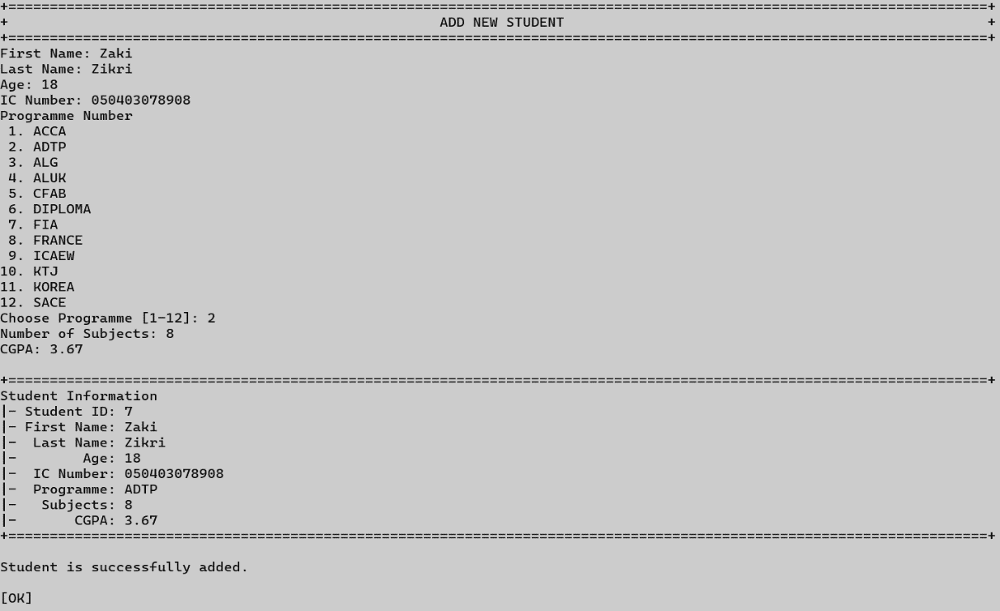 +======================================================================================================================+
+                                                    ADD NEW STUDENT                                                   +
+======================================================================================================================+
First Name: Zaki
Last Name: Zikri
Age: 18
IC Number: 050403078908
Programme Number
 1. ACCA
 2. ADTP
 3. ALG
 4. ALUK
 5. CFAB
 6. DIPLOMA
 7. FIA
 8. FRANCE
 9. ICAEW
10. KTJ
11. KOREA
12. SACE
Choose Programme [1-12]: 2
Number of Subjects: 8
CGPA: 3.67

+======================================================================================================================+
Student Information
|- Student ID: 7
|- First Name: Zaki
|-  Last Name: Zikri
|-        Age: 18
|-  IC Number: 050403078908
|-  Programme: ADTP
|-   Subjects: 8
|-       CGPA: 3.67
+======================================================================================================================+

Student is successfully added.

[OK]